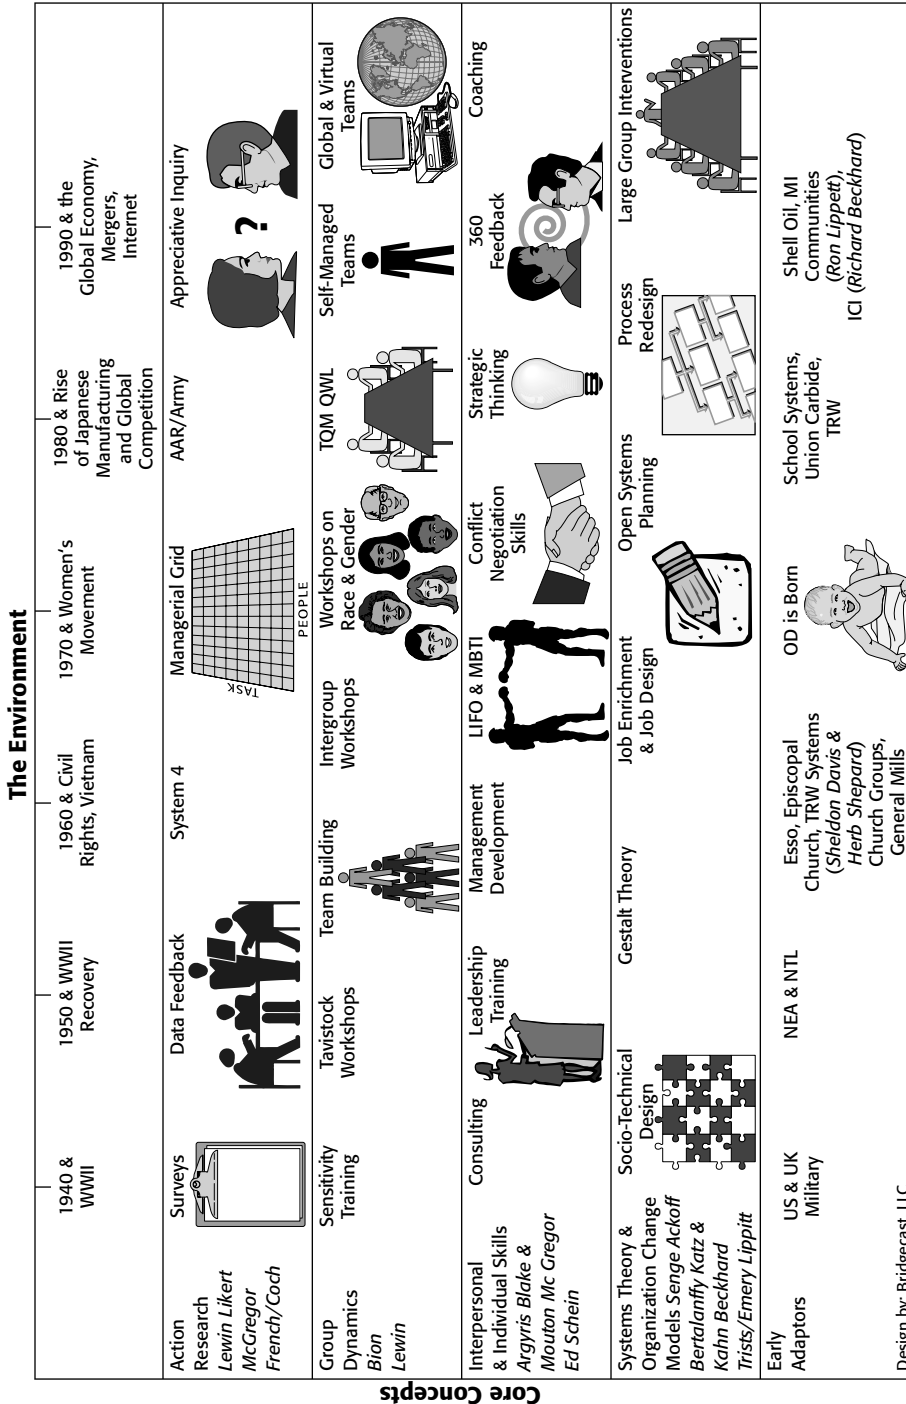 The Environment
1940 &
WWII
1950 & WWII
Recovery
1960 & Civil
Rights, Vietnam
1970 & Women's
Movement
1980 & Rise
of Japanese
Manufacturing
and Global
Competition
1990 & the
Global Economy,
Mergers,
Internet
Core Concepts
Action
Research
Lewin Likert
McGregor
French/Coch
Surveys
Data Feedback
System 4
Managerial Grid
TASK
PEOPLE
AAR/Army
Appreciative Inquiry
?
Group
Dynamics
Bion
Lewin
Sensitivity
Training
Tavistock
Workshops
Team Building
Intergroup
Workshops
Workshops on
Race & Gender
TQM QWL
Self-Managed
Teams
Global & Virtual
Teams
Interpersonal
& Individual Skills
Argyris Blake &
Mouton Mc Gregor
Ed Schein
Consulting
Leadership
Training
Management
Development
LIFO & MBTI
Conflict
Negotiation
Skills
Strategic
Thinking
360
Feedback
Coaching
Systems Theory &
Organization Change
Models Senge Ackoff
Bertalanffy Katz &
Kahn Beckhard
Trists/Emery Lippitt
Socio-Technical
Design
Gestalt Theory
Job Enrichment
& Job Design
Open Systems
Planning
Process
Redesign
Large Group Interventions
Early
Adaptors
US & UK
Military
NEA & NTL
Esso, Episcopal
Church, TRW Systems
(Sheldon Davis &
Herb Shepard)
Church Groups,
General Mills
OD is Born
School Systems,
Union Carbide,
TRW
Shell Oil, MI
Communities
(Ron Lippett),
ICI (Richard Beckhard)
Design by: Bridgecast, LLC